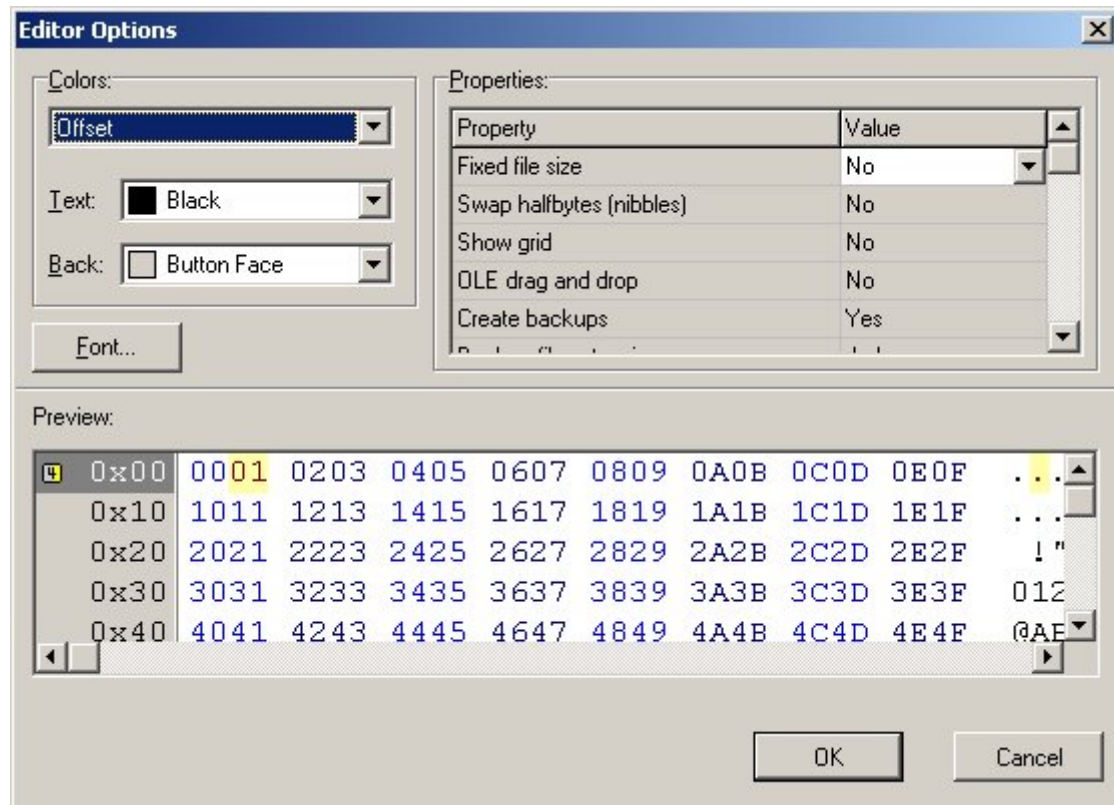 Editor Options
Colors:
Offset
Text: Black
Back: Button Face
Font...
Properties:
Property Value
Fixed file size No
Swap halfbytes (nibbles) No
Show grid No
OLE drag and drop No
Create backups Yes
Preview:
0x00 0001 0203 0405 0607 0809 0A0B 0C0D 0E0F ...
0x10 1011 1213 1415 1617 1819 1A1B 1C1D 1E1F ...
0x20 2021 2223 2425 2627 2829 2A2B 2C2D 2E2F !"
0x30 3031 3233 3435 3637 3839 3A3B 3C3D 3E3F 012
0x40 4041 4243 4445 4647 4849 4A4B 4C4D 4E4F @AB
OK Cancel